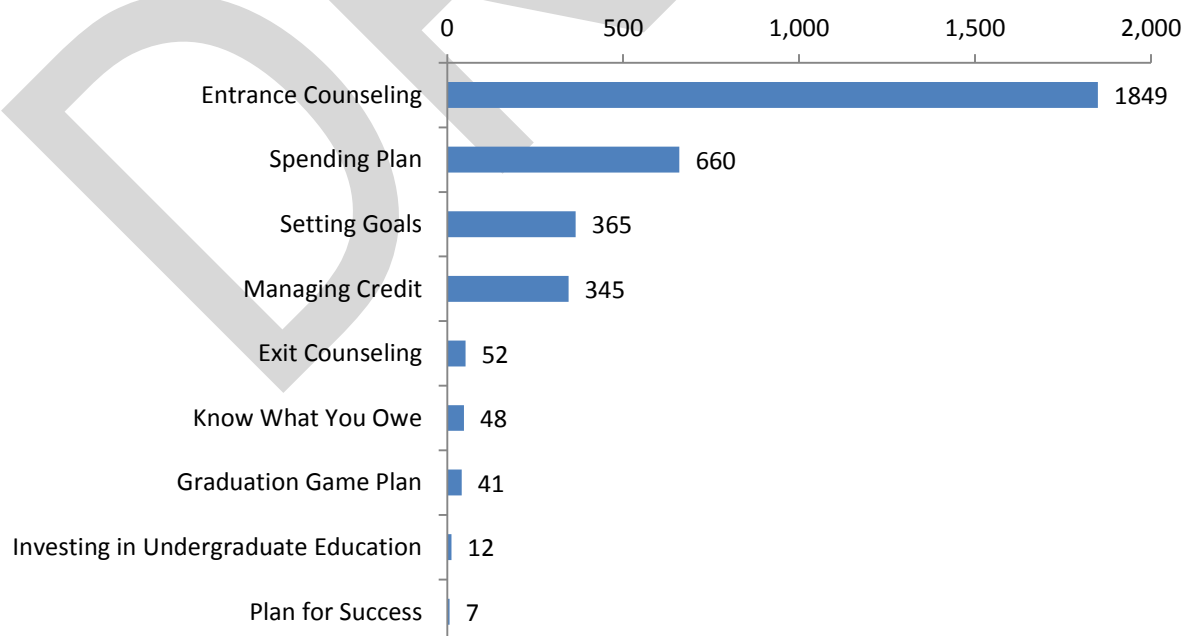 0 500 1,000 1,500 2,000
Entrance Counseling 1849
Spending Plan 660
Setting Goals 365
Managing Credit 345
Exit Counseling 52
Know What You Owe 48
Graduation Game Plan 41
Investing in Undergraduate Education 12
Plan for Success 7